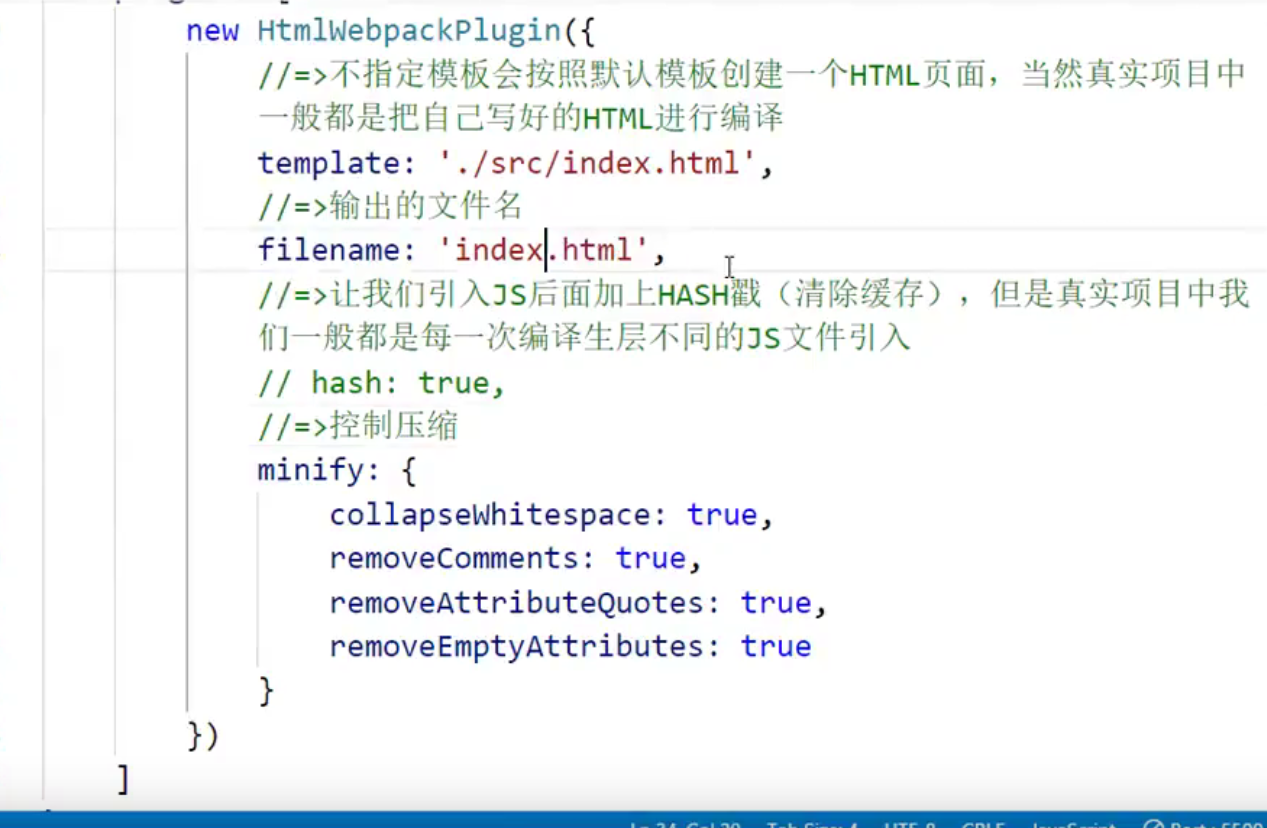 new HtmlWebpackPlugin({
//=>不指定模板会按照默认模板创建一个HTML页面，当然真实项目中
一般都是把自己写好的HTML进行编译
template: './src/index.html',
//=>输出的文件名
filename: 'index.html',
//=>让我们引入JS后面加上HASH戳（清除缓存），但是真实项目中我
们一般都是每一次编译生层不同的JS文件引入
// hash: true,
//=>控制压缩
minify: {
collapseWhitespace: true,
removeComments: true,
removeAttributeQuotes: true,
removeEmptyAttributes: true
}
})
]